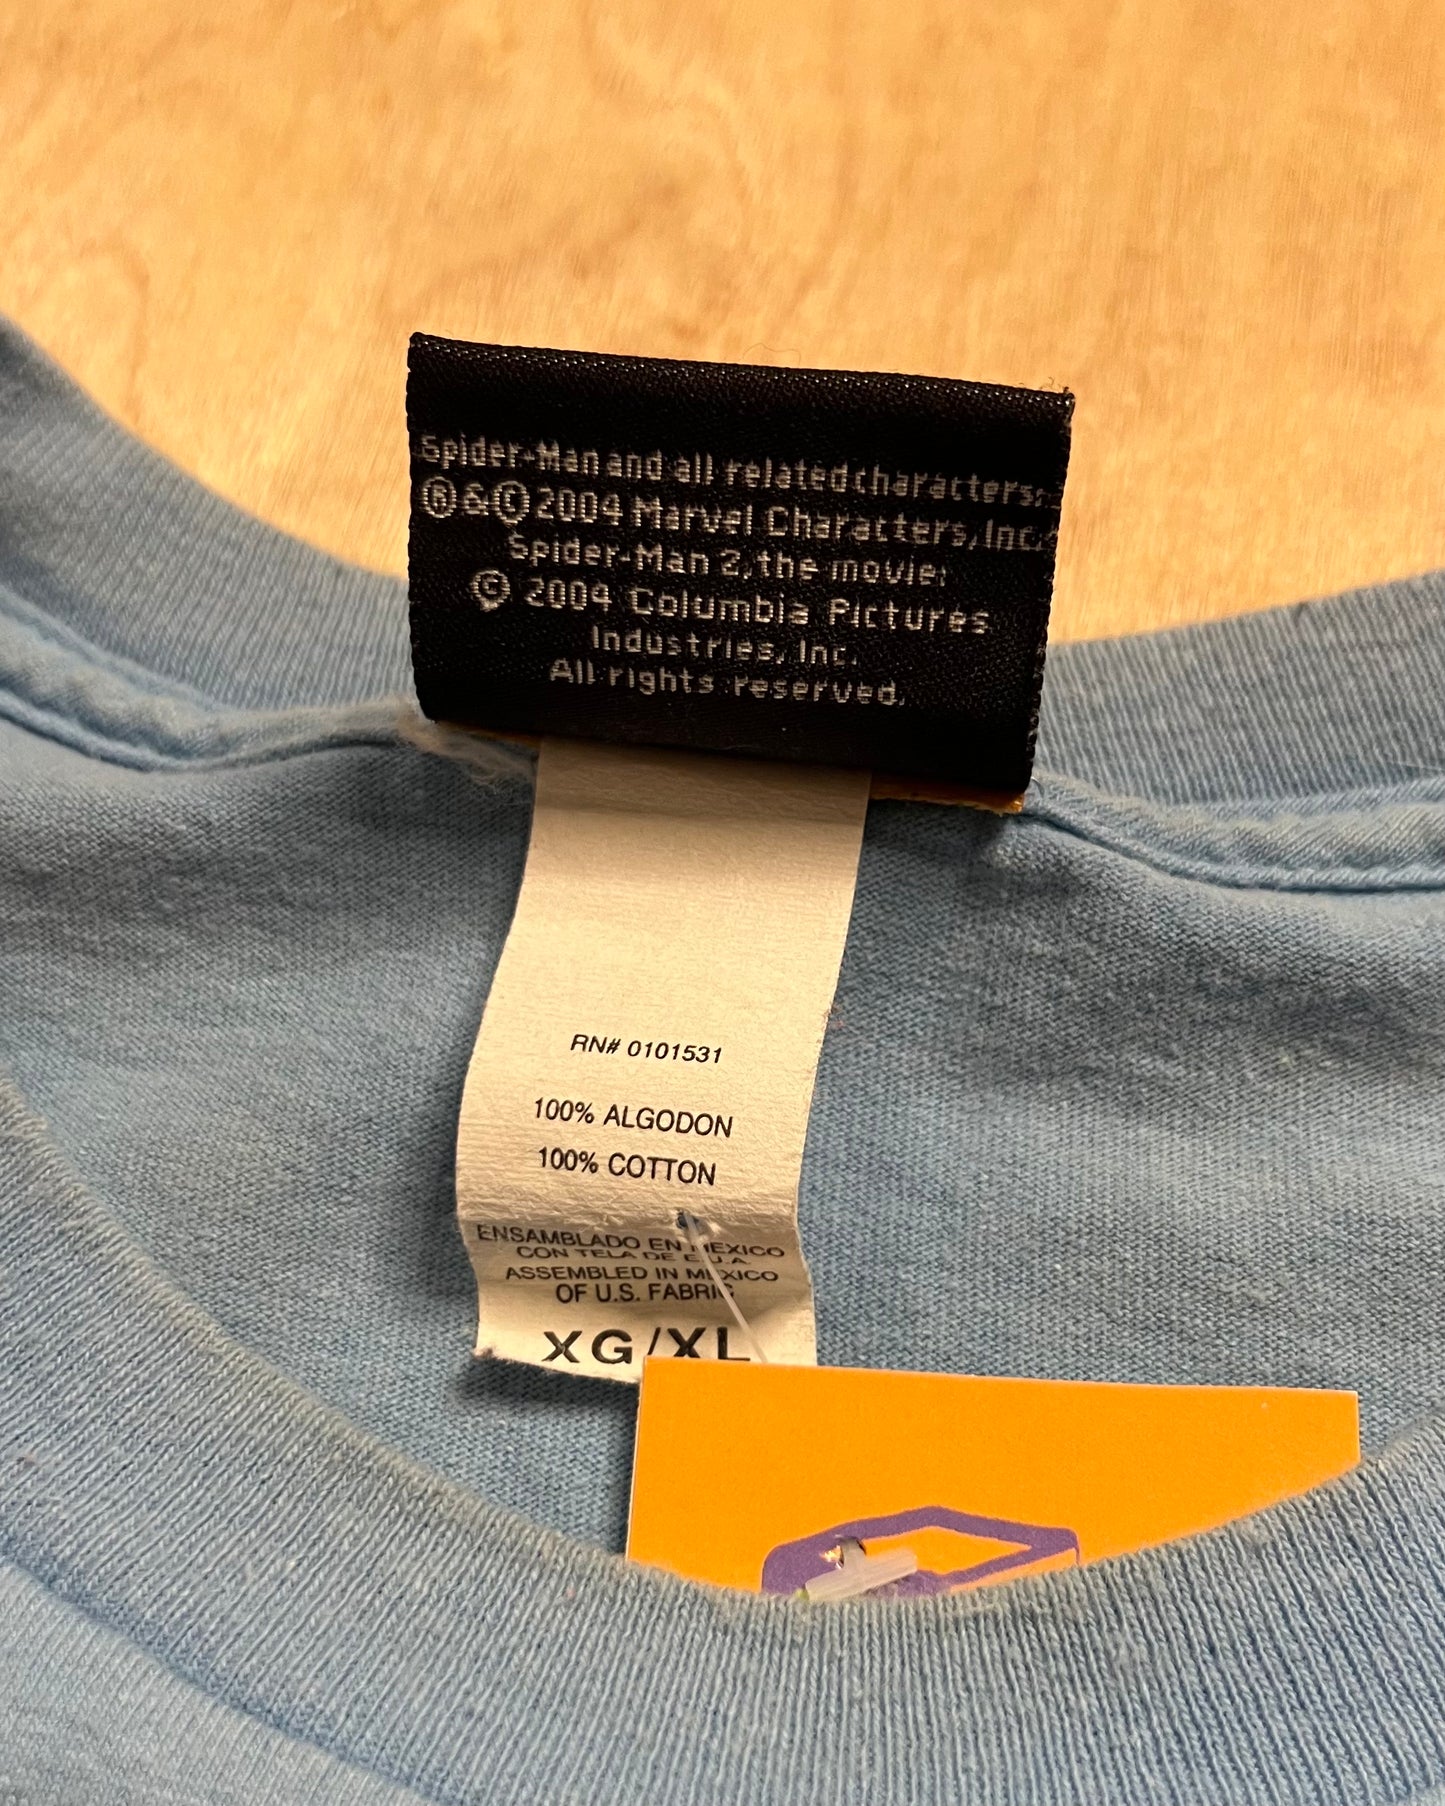 Spider-Man and all related characters:
® & © 2004 Marvel Characters, Inc.
Spider-Man 2, the movie:
© 2004 Columbia Pictures
Industries, Inc.
All rights reserved.
RN# 0101531
100% ALGODON
100% COTTON
ENSAMBLADO EN MEXICO
CON TELA DE E.U.A.
ASSEMBLED IN MEXICO
OF U.S. FABRIC
XG/XL